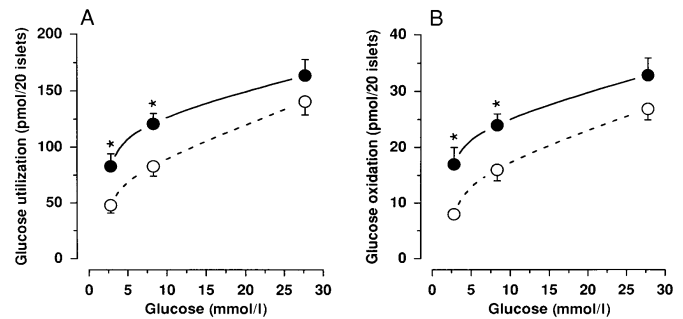 A
200
150
100
50
0
Glucose utilization (pmol/20 islets)
*
*
0 5 10 15 20 25 30
Glucose (mmol/l)
B
40
30
20
10
0
Glucose oxidation (pmol/20 islets)
*
*
0 5 10 15 20 25 30
Glucose (mmol/l)